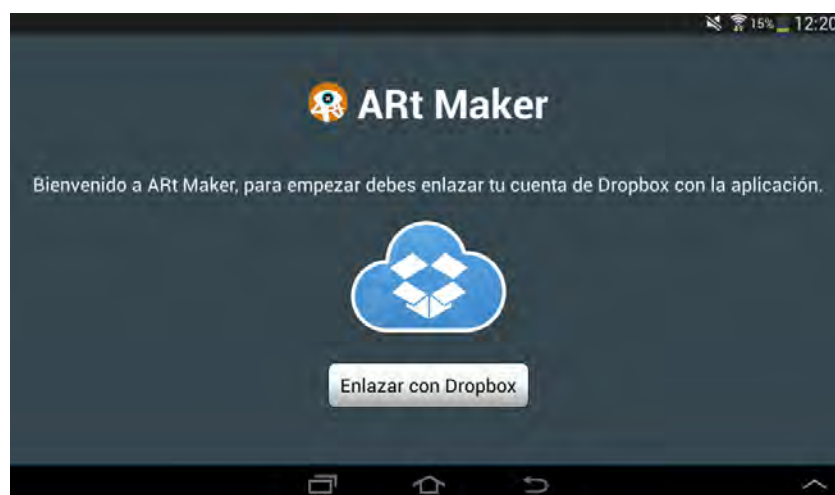 15% 12:20
ARt Maker
Bienvenido a ARt Maker, para empezar debes enlazar tu cuenta de Dropbox con la aplicación.
Enlazar con Dropbox